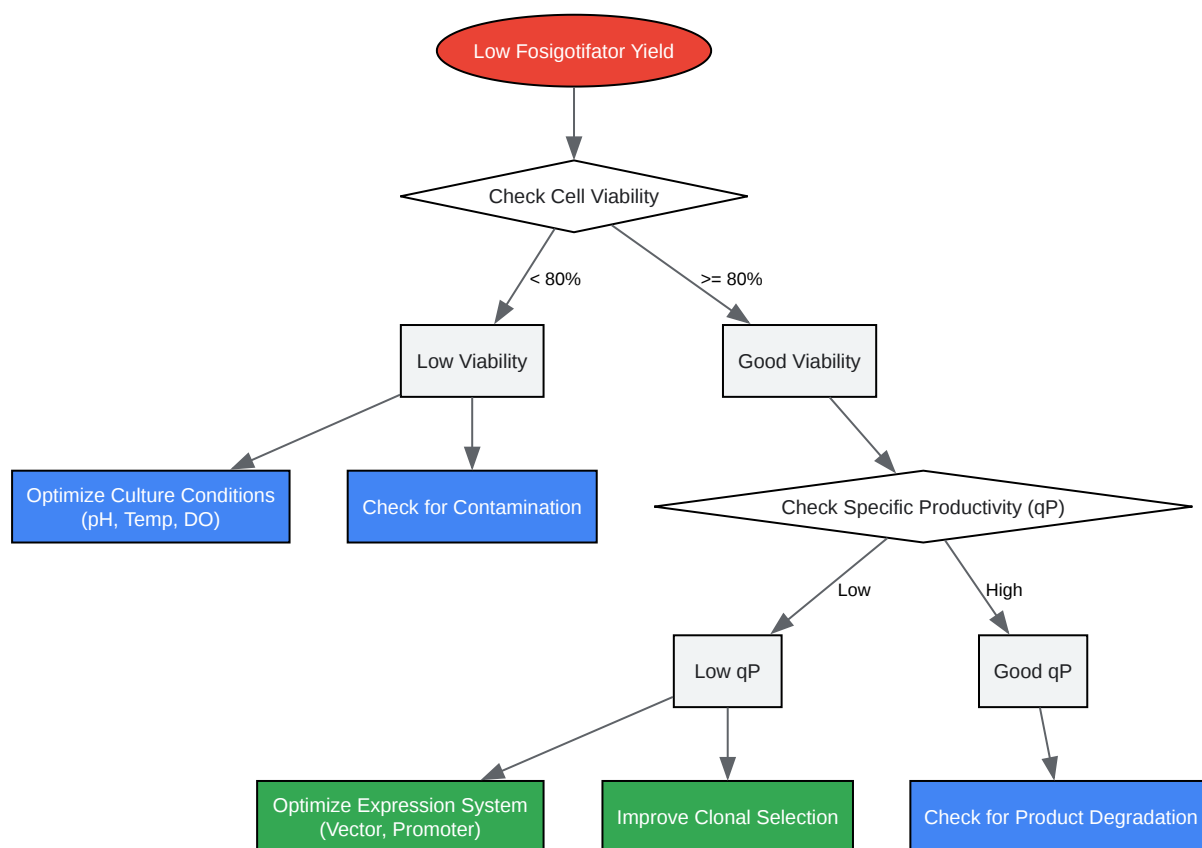 Low Fosigotifator Yield
Check Cell Viability
< 80%
>= 80%
Low Viability
Good Viability
Optimize Culture Conditions
(pH, Temp, DO)
Check for Contamination
Check Specific Productivity (qP)
Low
High
Low qP
Good qP
Optimize Expression System
(Vector, Promoter)
Improve Clonal Selection
Check for Product Degradation